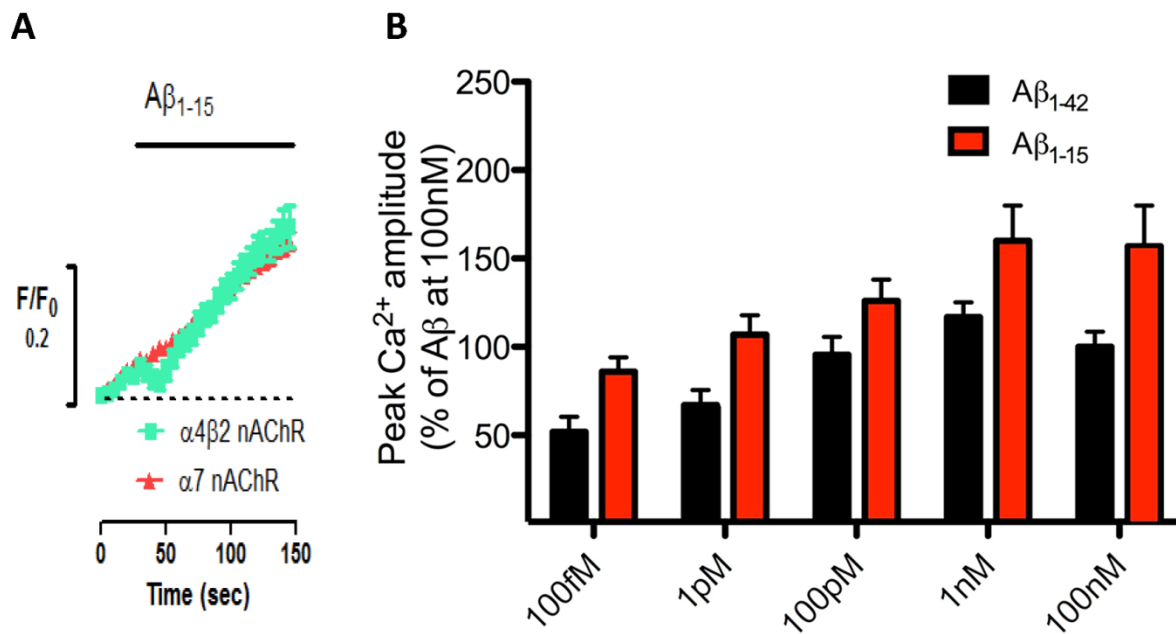 A
Aβ1-15
F/F0
0.2
α4β2 nAChR
α7 nAChR
0 50 100 150
Time (sec)
B
Peak Ca2+ amplitude
(% of Aβ at 100nM)
250
200
150
100
50
Aβ1-42
Aβ1-15
100fM 1pM 100pM 1nM 100nM